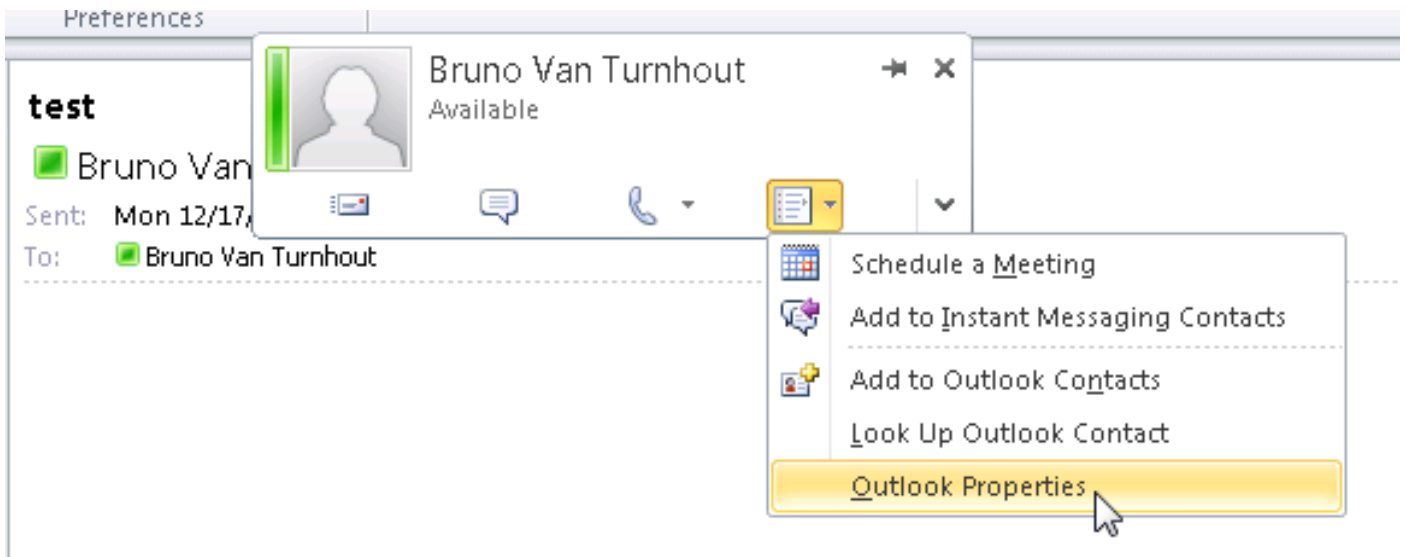 Preferences
Bruno Van Turnhout
Available
test
Bruno Van
Sent: Mon 12/17/
To: Bruno Van Turnhout
Schedule a Meeting
Add to Instant Messaging Contacts
Add to Outlook Contacts
Look Up Outlook Contact
Outlook Properties